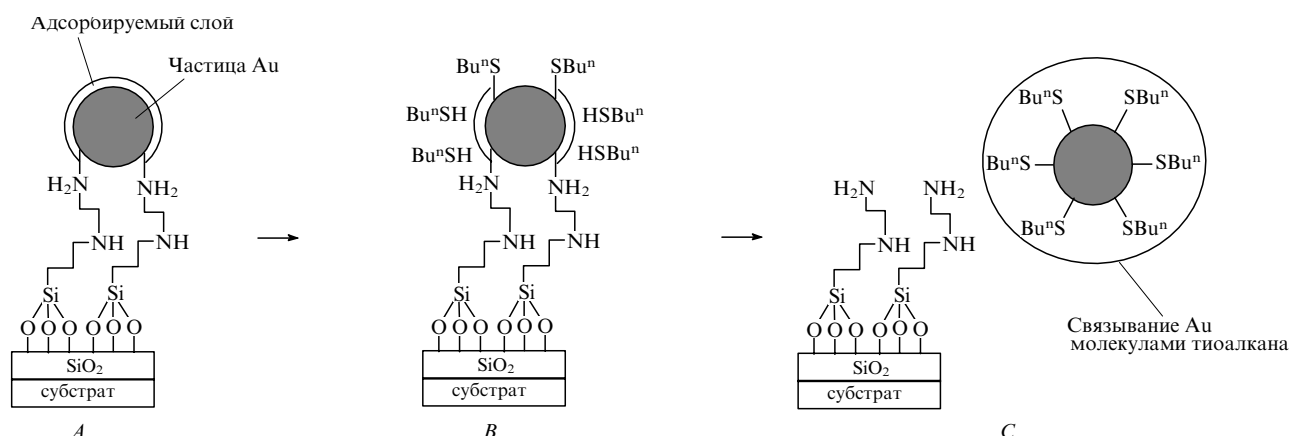 Адсорбируемый слой
Частица Au
H₂N
NH₂
NH
NH
Si
Si
O O O O O O
SiO₂
субстрат
A
BuⁿS
SBuⁿ
BuⁿSH
HSBuⁿ
BuⁿSH
HSBuⁿ
H₂N
NH₂
NH
NH
Si
Si
O O O O O O
SiO₂
субстрат
B
H₂N
NH₂
NH
NH
Si
Si
O O O O O O
SiO₂
субстрат
BuⁿS
SBuⁿ
BuⁿS
SBuⁿ
BuⁿS
SBuⁿ
Связывание Au
молекулами тиоалкана
C